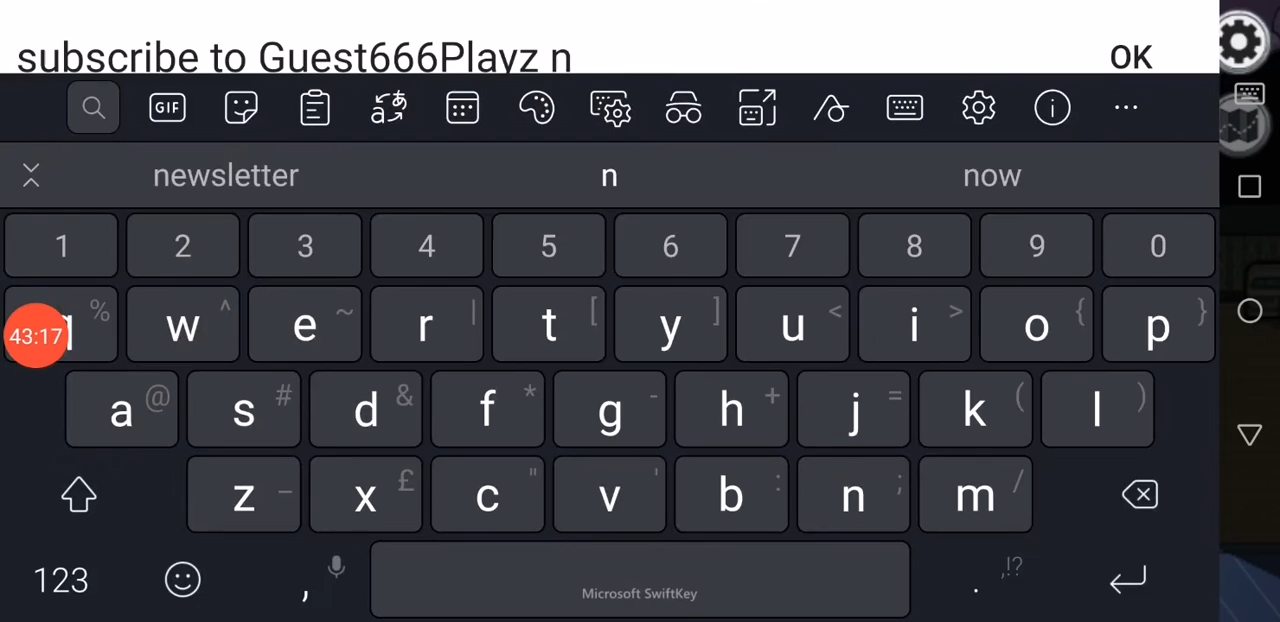 subscribe to Guest666Playz n
OK
GIF
newsletter n now
1 2 3 4 5 6 7 8 9 0
q % w ^ e ~ r | t [ y ] u < i > o { p }
43:17
a @ s # d & f * g - h + j = k ( l )
z – x £ c " v ' b : n ; m /
123 , Microsoft SwiftKey . ,!?